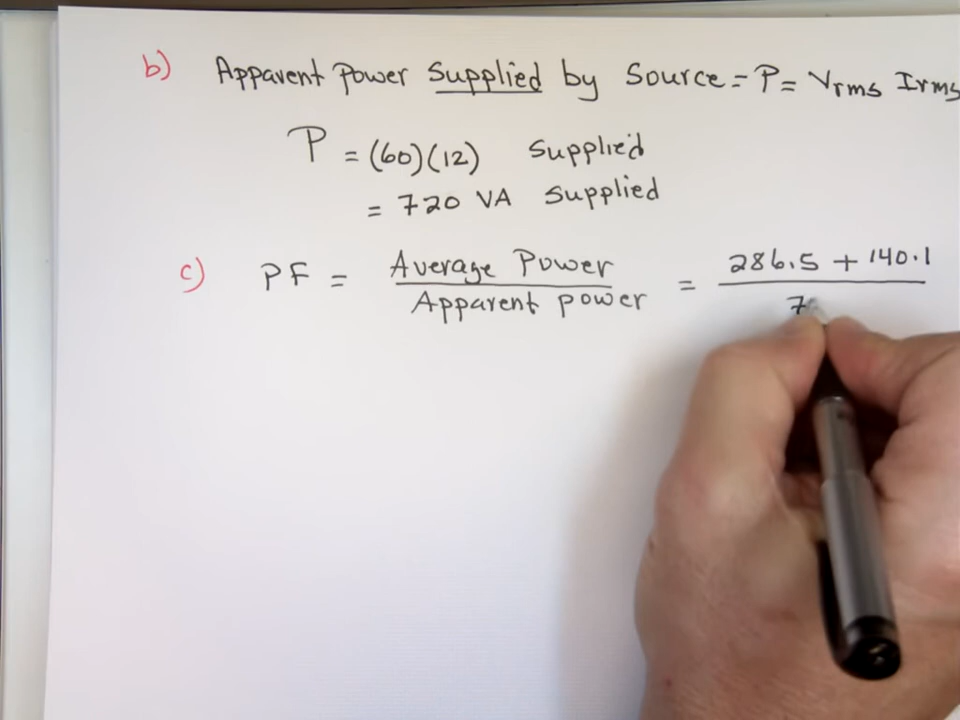 b) Apparent Power Supplied by Source = P = Vrms Irms
P = (60)(12) Supplied
= 720 VA Supplied
c) PF = Average Power / Apparent power = 286.5 + 140.1 / 7